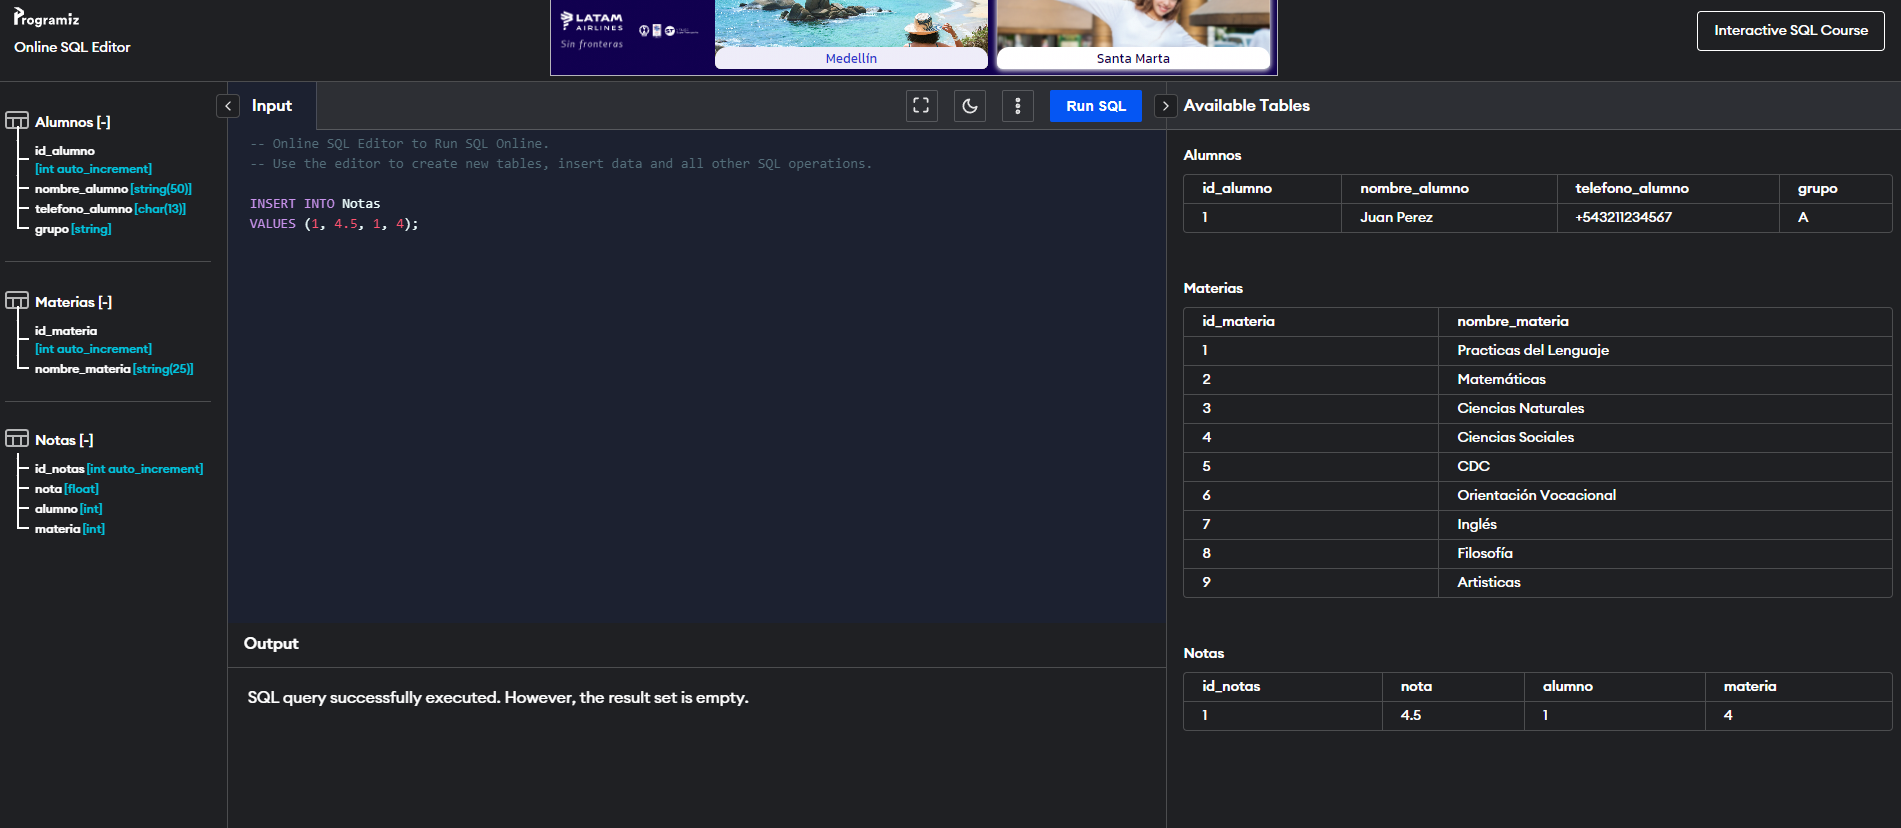 Programiz
Online SQL Editor
LATAM
AIRLINES
Sin fronteras
Medellín
Santa Marta
Interactive SQL Course
Alumnos [-]
id_alumno
[int auto_increment]
nombre_alumno [string(50)]
telefono_alumno [char(13)]
grupo [string]
Materias [-]
id_materia
[int auto_increment]
nombre_materia [string(25)]
Notas [-]
id_notas [int auto_increment]
nota [float]
alumno [int]
materia [int]
Input
Run SQL
-- Online SQL Editor to Run SQL Online.
-- Use the editor to create new tables, insert data and all other SQL operations.
INSERT INTO Notas
VALUES (1, 4.5, 1, 4);
Output
SQL query successfully executed. However, the result set is empty.
Available Tables
Alumnos
id_alumno nombre_alumno telefono_alumno grupo
1 Juan Perez +543211234567 A
Materias
id_materia nombre_materia
1 Practicas del Lenguaje
2 Matemáticas
3 Ciencias Naturales
4 Ciencias Sociales
5 CDC
6 Orientación Vocacional
7 Inglés
8 Filosofía
9 Artisticas
Notas
id_notas nota alumno materia
1 4.5 1 4